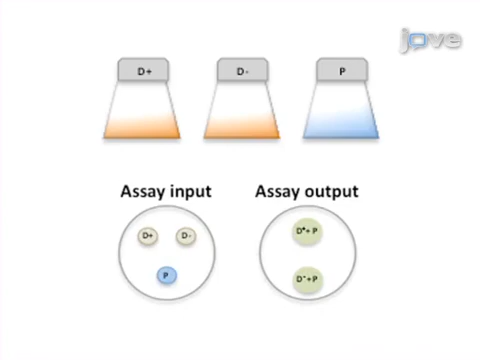 jove
D+ D- P
Assay input Assay output
D+ D-
P
D•+ P
D-+ P